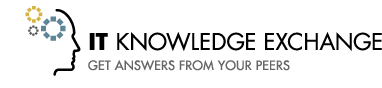 IT KNOWLEDGE EXCHANGE
GET ANSWERS FROM YOUR PEERS